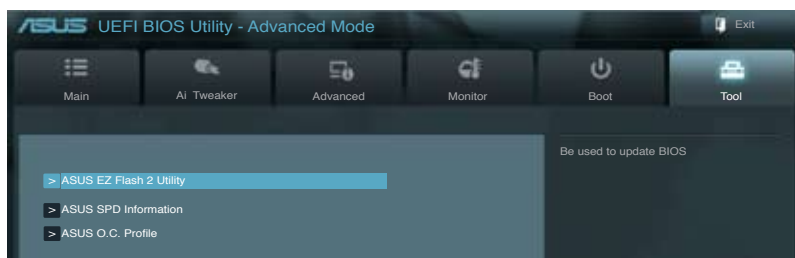 ASUS UEFI BIOS Utility - Advanced Mode
Exit
Main
Ai Tweaker
Advanced
Monitor
Boot
Tool
Be used to update BIOS
> ASUS EZ Flash 2 Utility
> ASUS SPD Information
> ASUS O.C. Profile